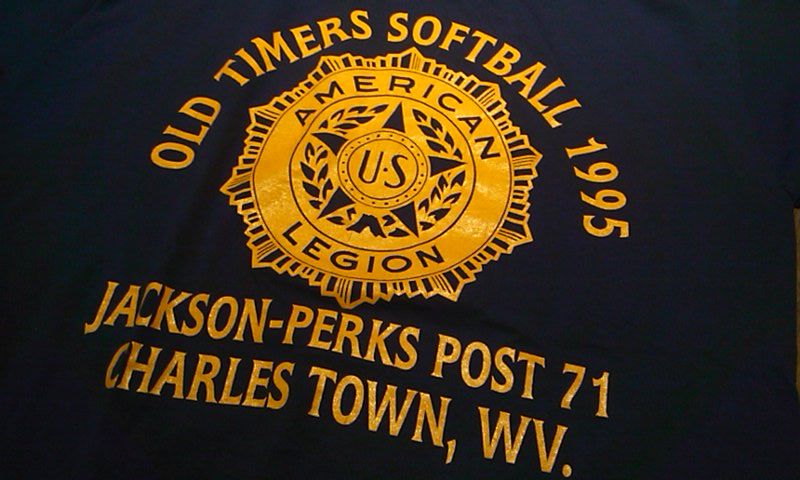 OLD TIMERS SOFTBALL 1995
AMERICAN
U·S
LEGION
JACKSON-PERKS POST 71
CHARLES TOWN, WV.